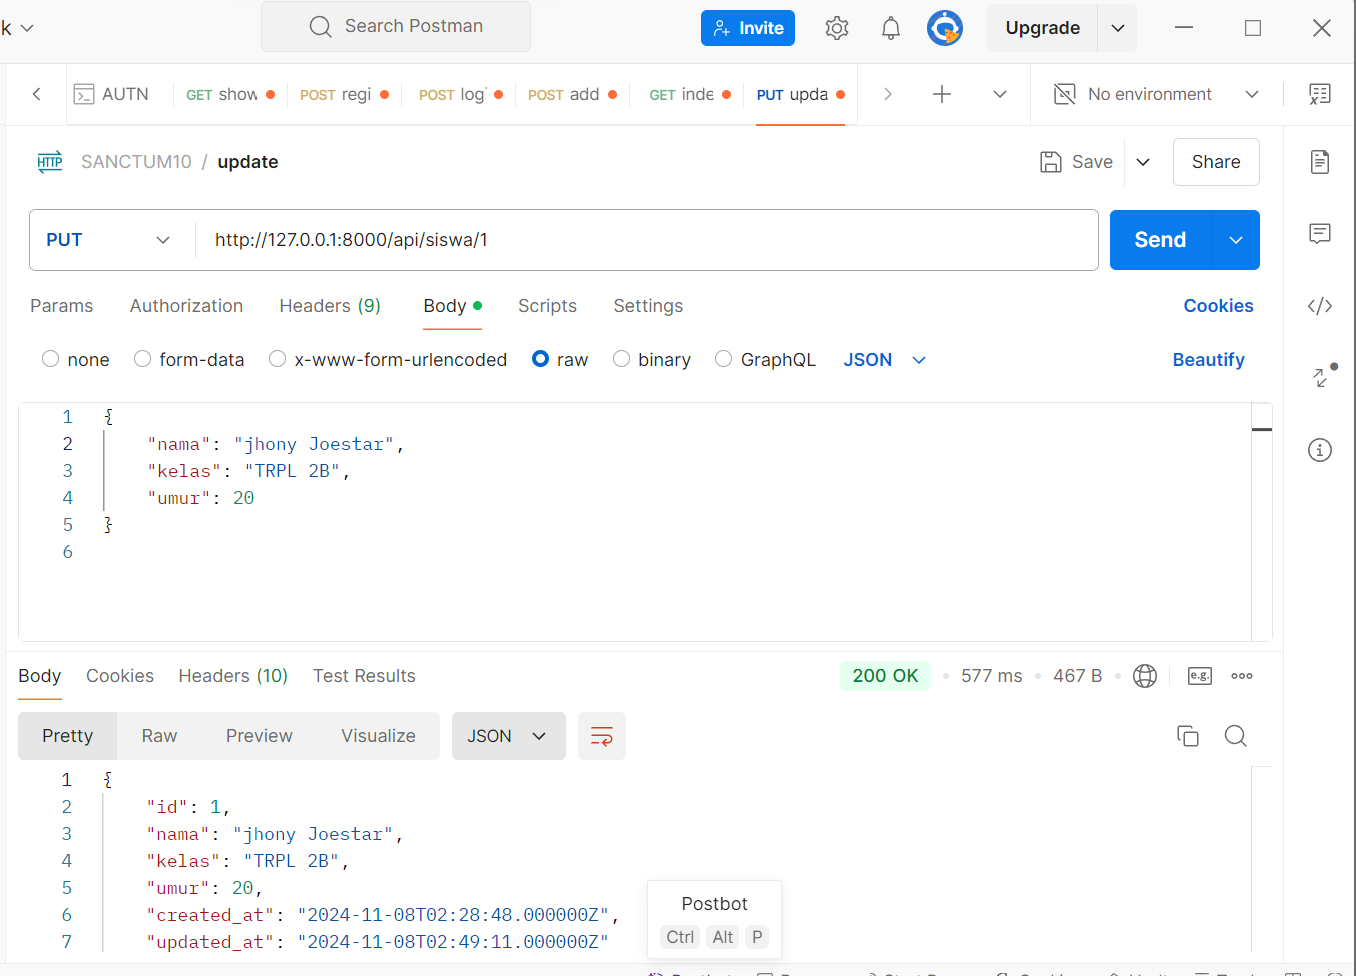 k
Search Postman
Invite
Upgrade
AUTN
GET show
POST regi
POST log
POST add
GET inde
PUT upda
No environment
HTTP SANCTUM10 / update
Save
Share
PUT
http://127.0.0.1:8000/api/siswa/1
Send
Params Authorization Headers (9) Body Scripts Settings Cookies
none form-data x-www-form-urlencoded raw binary GraphQL JSON Beautify
1 {
2 "nama": "jhony Joestar",
3 "kelas": "TRPL 2B",
4 "umur": 20
5 }
6
Body Cookies Headers (10) Test Results 200 OK 577 ms 467 B e.g.
Pretty Raw Preview Visualize JSON
1 {
2 "id": 1,
3 "nama": "jhony Joestar",
4 "kelas": "TRPL 2B",
5 "umur": 20,
6 "created_at": "2024-11-08T02:28:48.000000Z",
7 "updated_at": "2024-11-08T02:49:11.000000Z"
Postbot
Ctrl Alt P